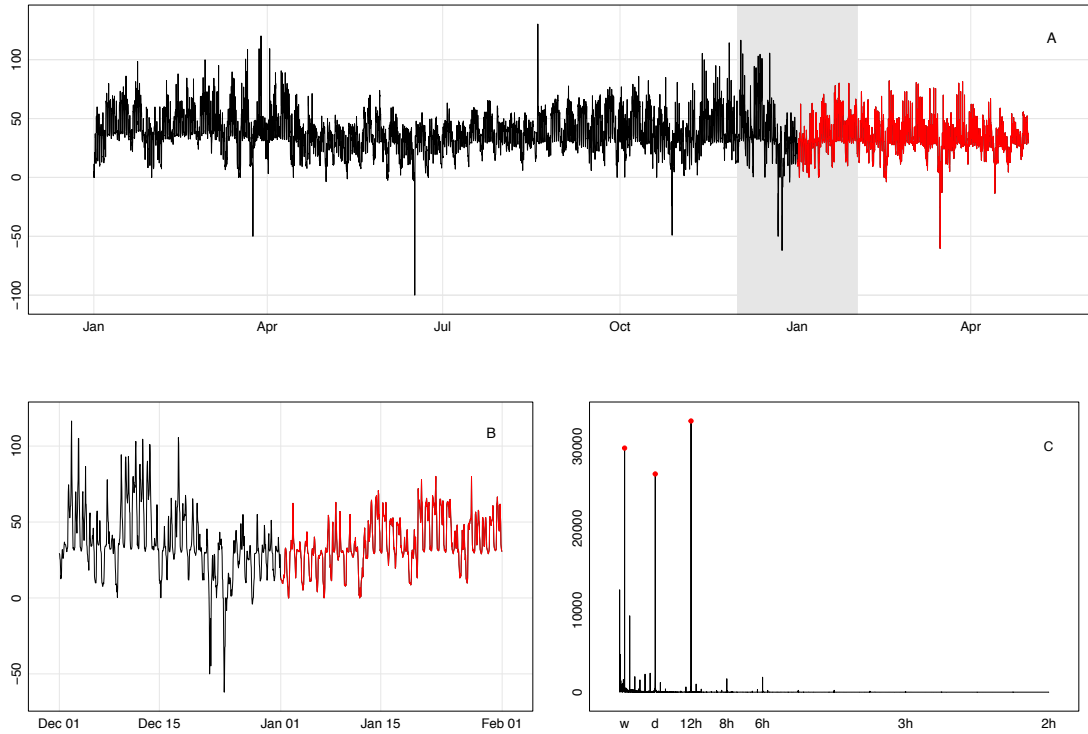 A
100
50
0
−50
−100
Jan Apr Jul Oct Jan Apr
B
100
50
0
−50
Dec 01 Dec 15 Jan 01 Jan 15 Feb 01
C
30000
20000
10000
0
w d 12h 8h 6h 3h 2h